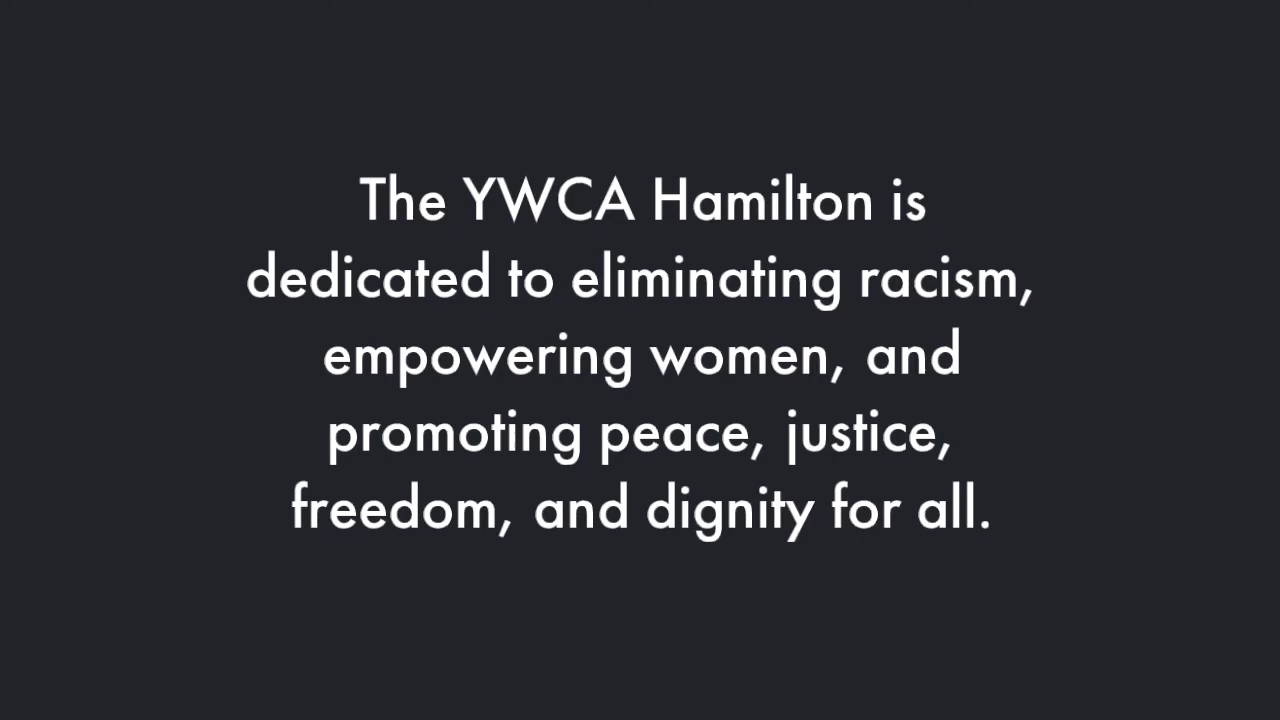 The YWCA Hamilton is
dedicated to eliminating racism,
empowering women, and
promoting peace, justice,
freedom, and dignity for all.